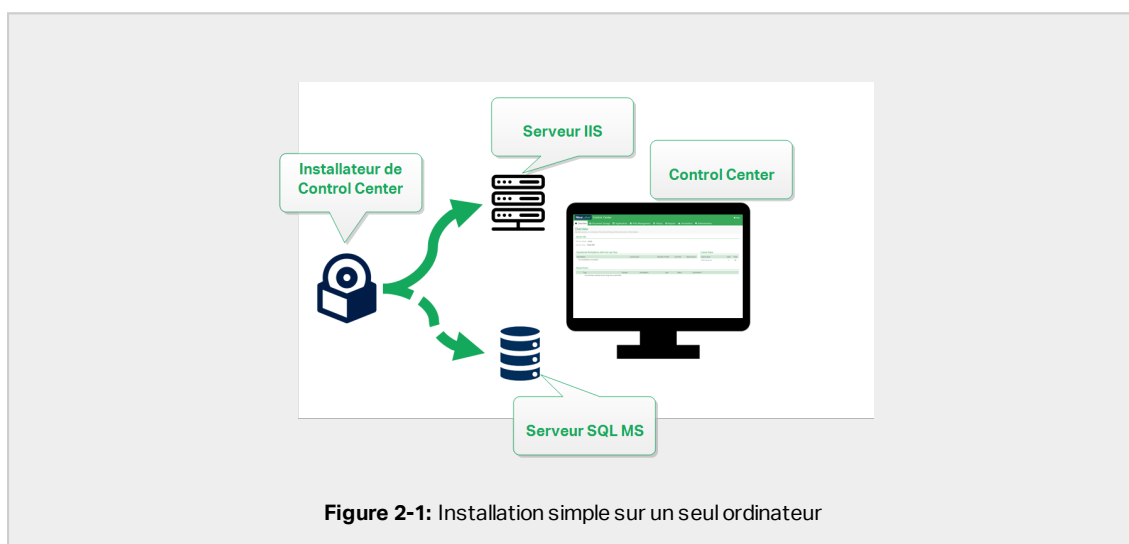 Serveur IIS
Installateur de
Control Center
Control Center
Serveur SQL MS
Figure 2-1: Installation simple sur un seul ordinateur